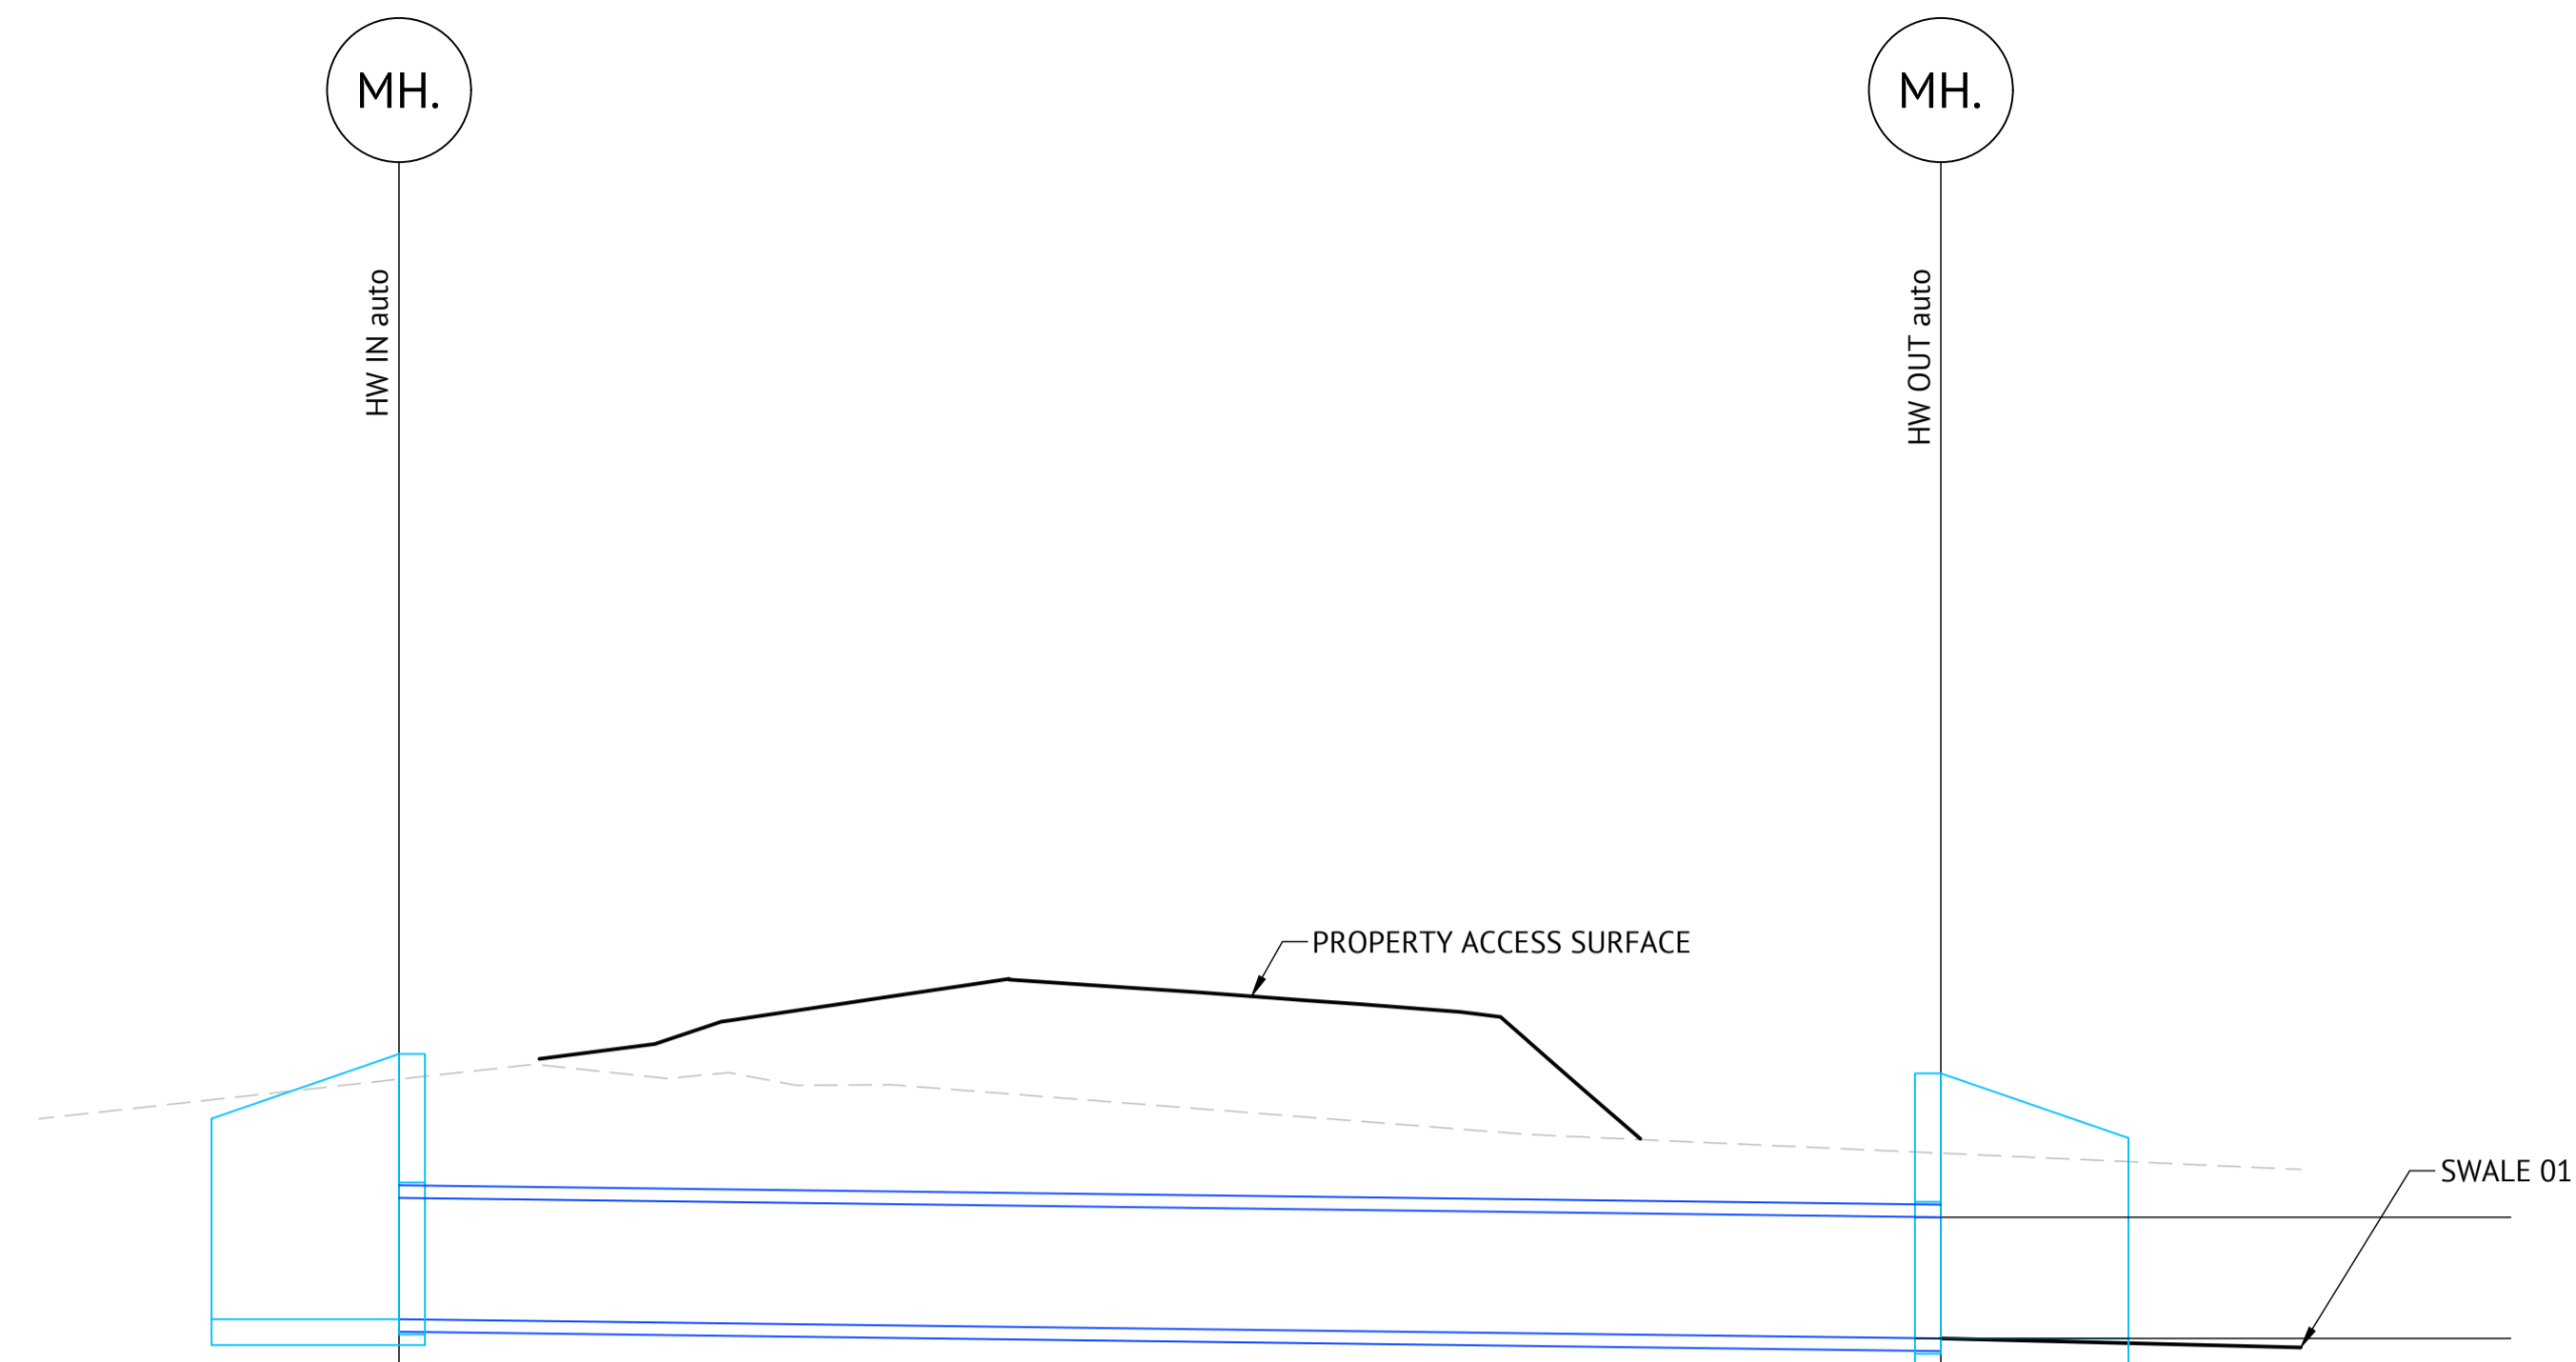 MH.
MH.
HW IN auto
HW OUT auto
PROPERTY ACCESS SURFACE
SWALE 01